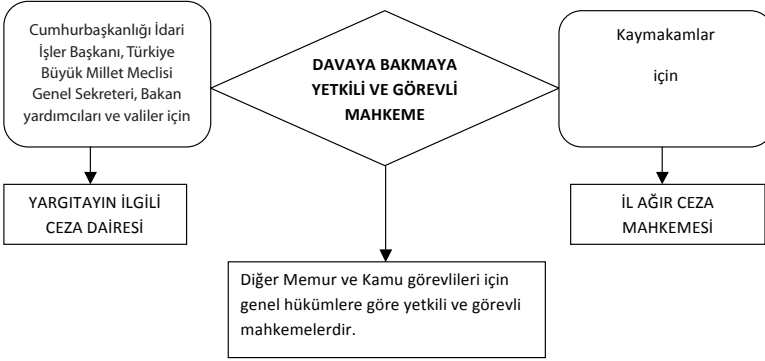 Cumhurbaşkanlığı İdari
İşler Başkanı, Türkiye
Büyük Millet Meclisi
Genel Sekreteri, Bakan
yardımcıları ve valiler için
DAVAYA BAKMAYA
YETKİLİ VE GÖREVLİ
MAHKEME
Kaymakamlar
için
YARGITAYIN İLGİLİ
CEZA DAİRESİ
İL AĞIR CEZA
MAHKEMESİ
Diğer Memur ve Kamu görevlileri için
genel hükümlere göre yetkili ve görevli
mahkemelerdir.